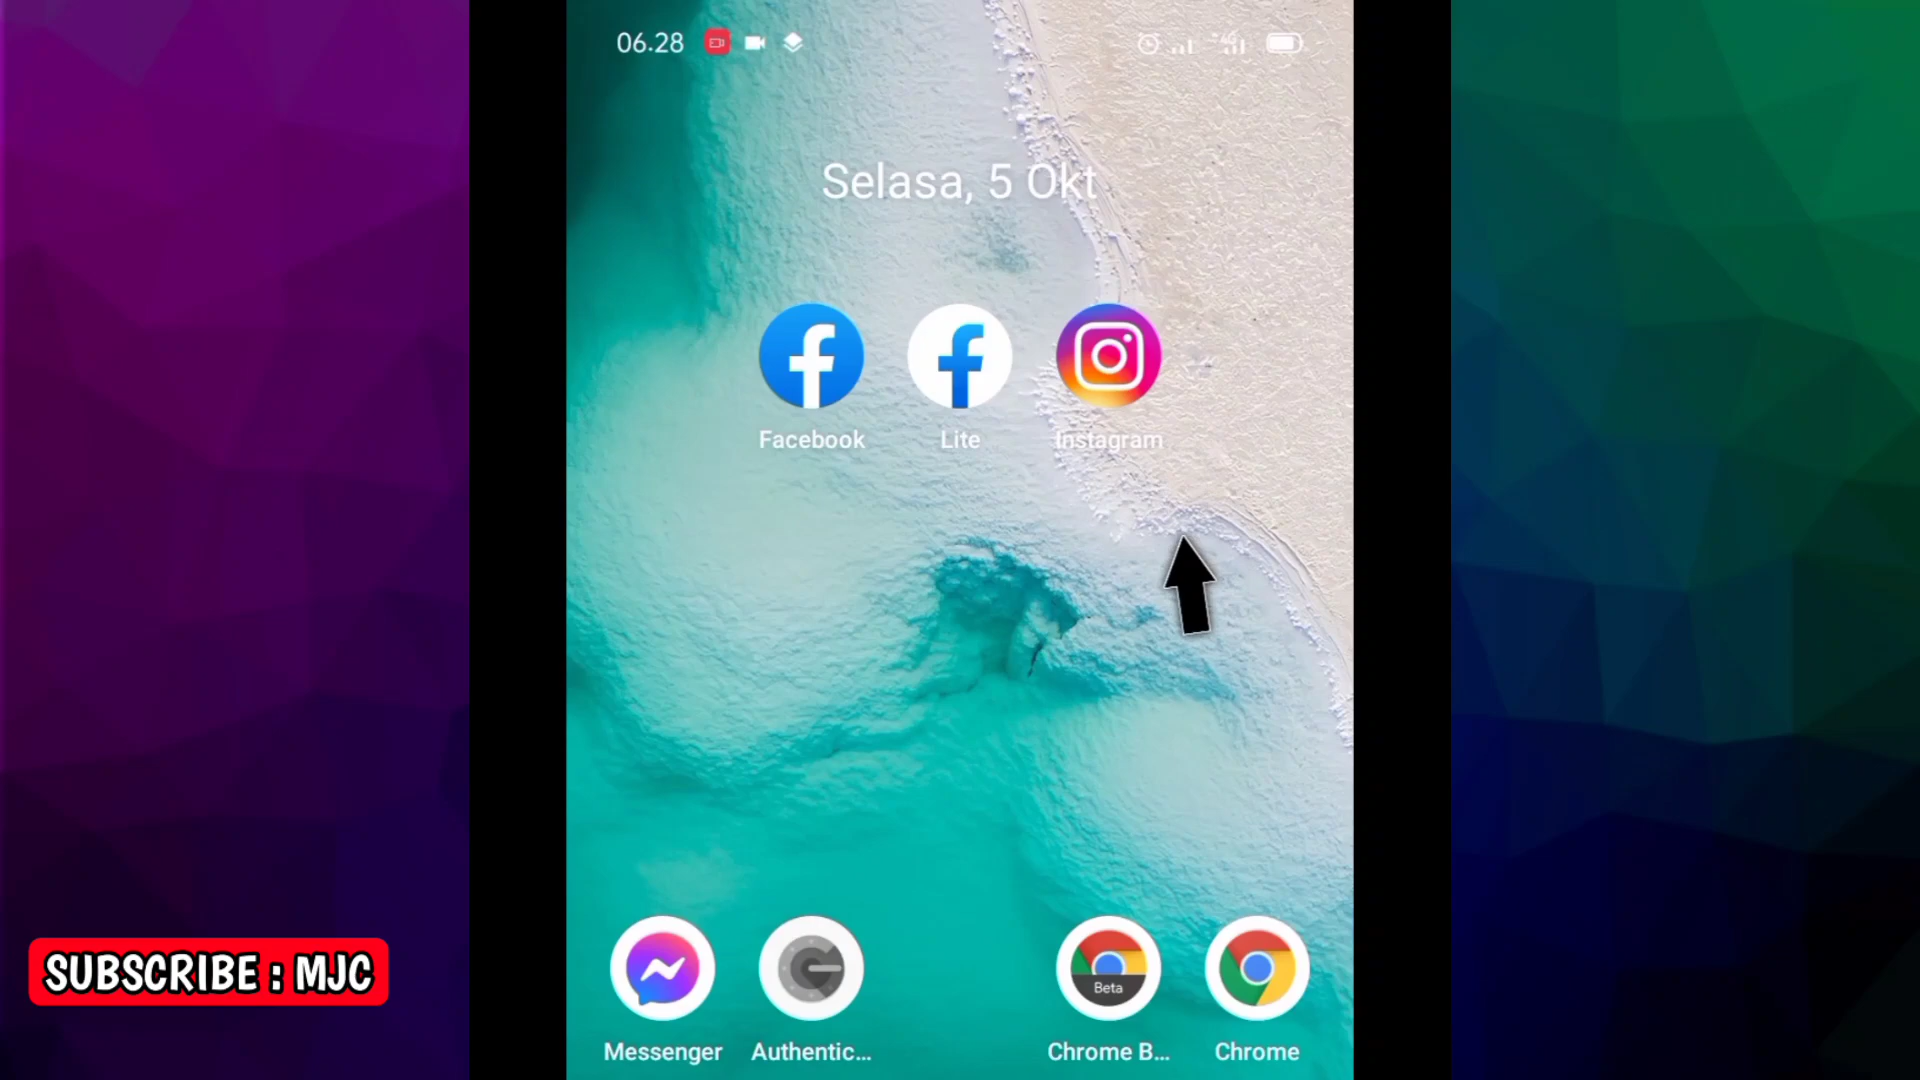 06.28
Selasa, 5 Okt
Facebook
Lite
Instagram
Beta
Messenger
Authentic...
Chrome B...
Chrome
SUBSCRIBE : MJC